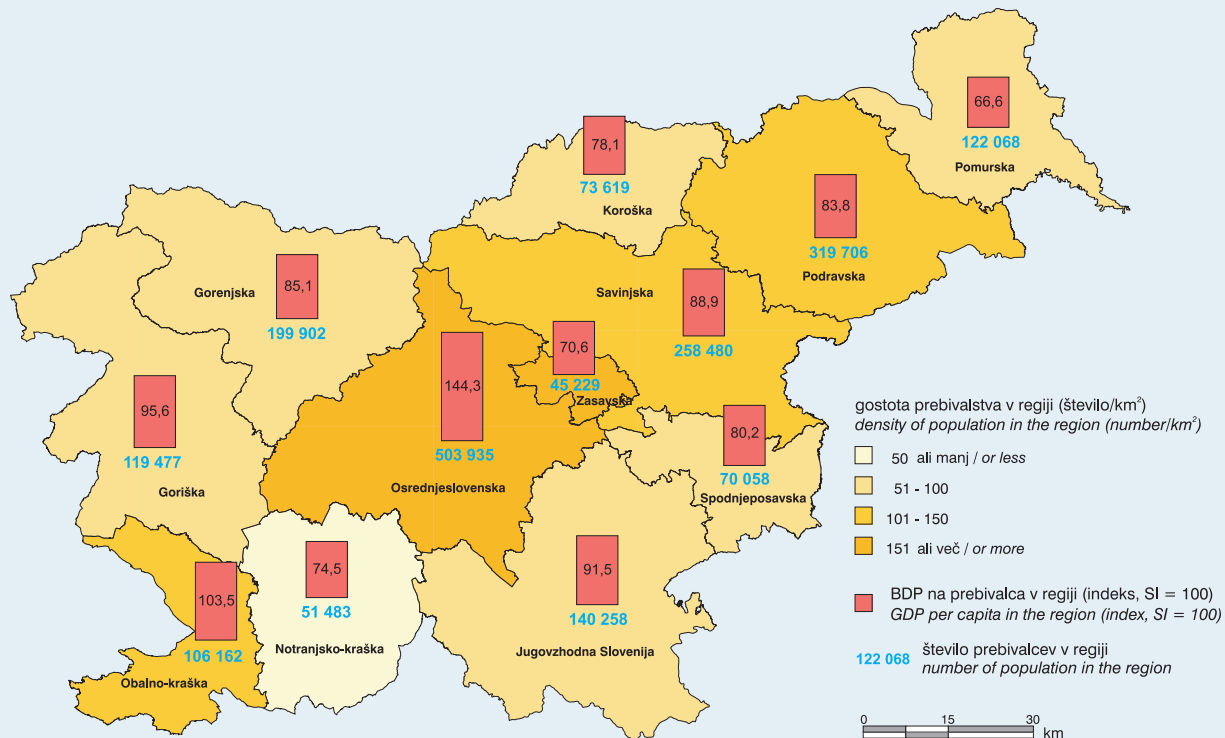 66,6
122 068
Pomurska
78,1
73 619
Koroška
83,8
319 706
Podravska
Gorenjska
85,1
199 902
Savinjska
88,9
258 480
70,6
45 229
Zasavska
144,3
503 935
Osrednjeslovenska
95,6
119 477
Goriška
80,2
70 058
Spodnjeposavska
74,5
51 483
Notranjsko-kraška
103,5
106 162
Obalno-kraška
91,5
140 258
Jugovzhodna Slovenija
gostota prebivalstva v regiji (število/km²)
density of population in the region (number/km²)
50 ali manj / or less
51 - 100
101 - 150
151 ali več / or more
BDP na prebivalca v regiji (indeks, SI = 100)
GDP per capita in the region (index, SI = 100)
122 068 število prebivalcev v regiji
number of population in the region
0 15 30
km